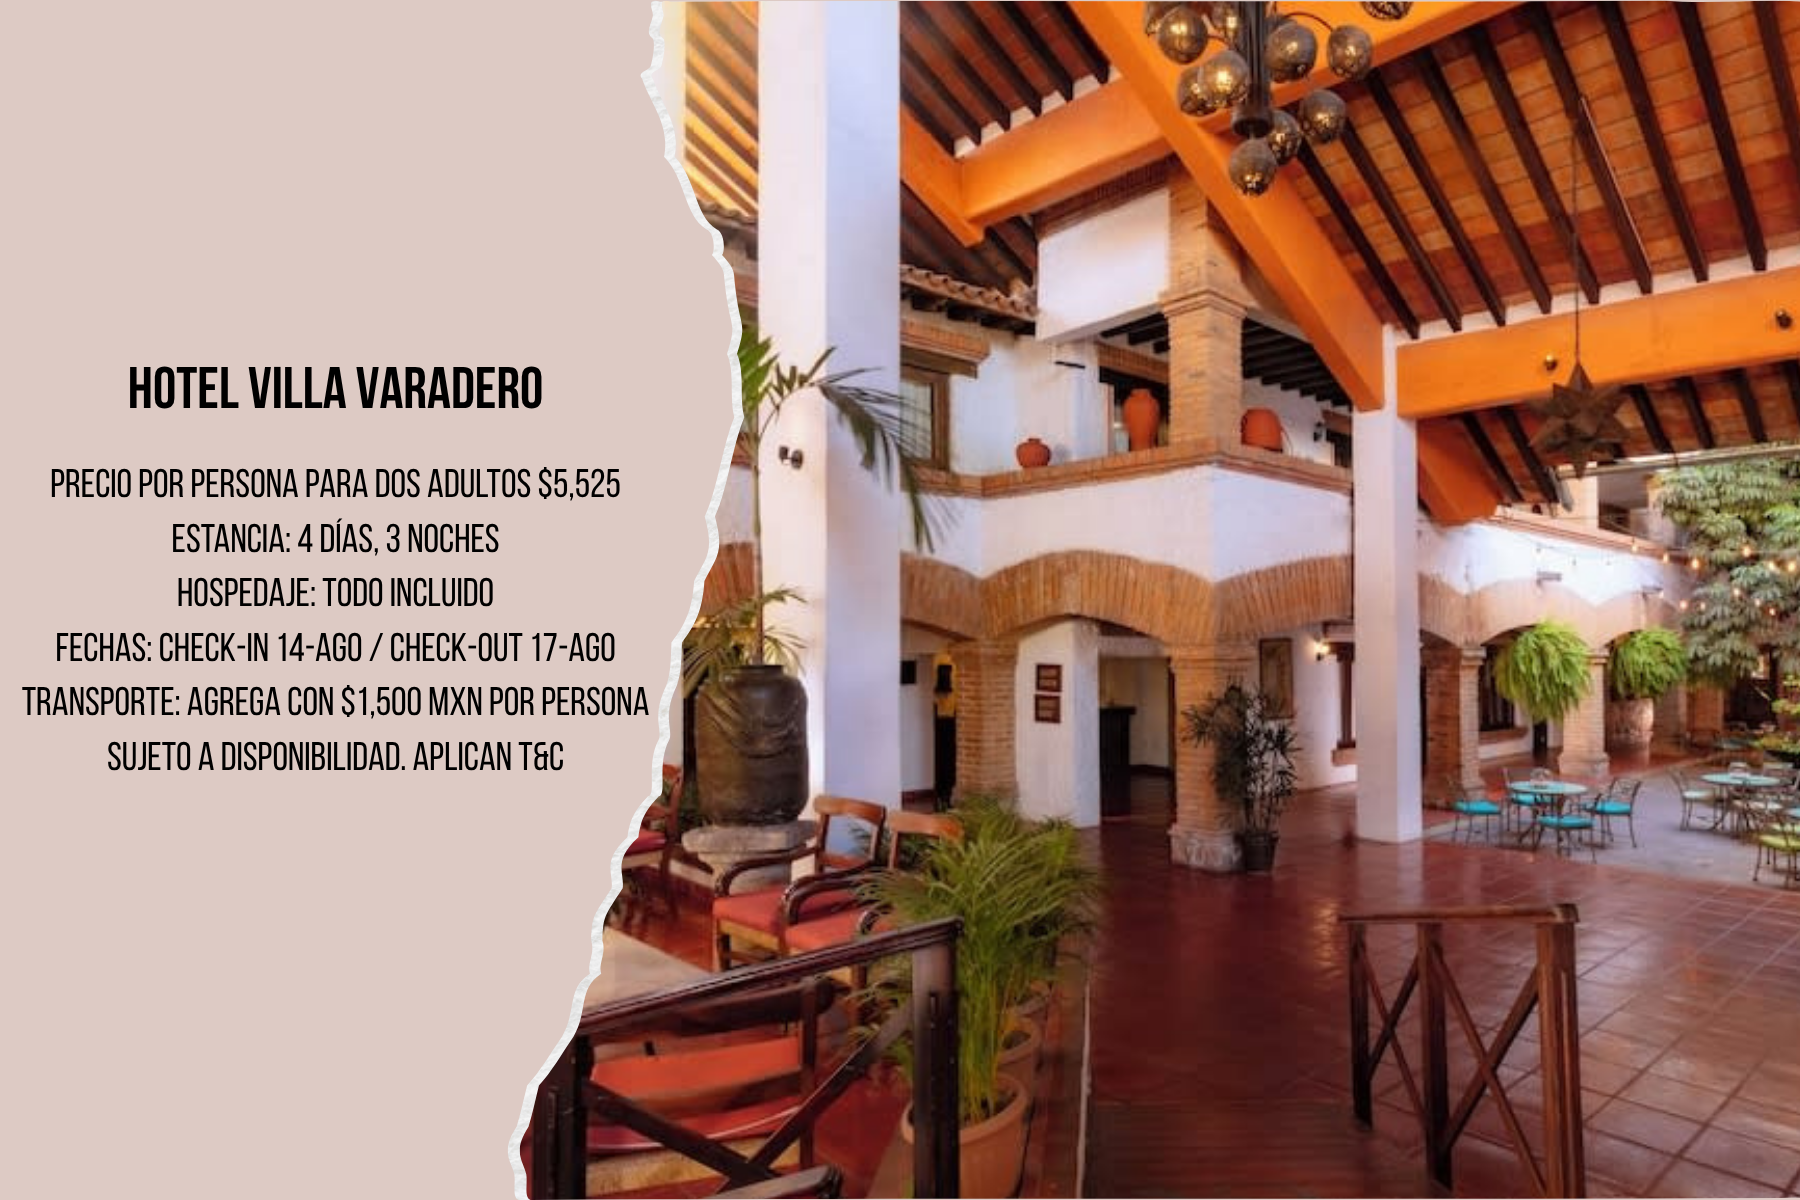 HOTEL VILLA VARADERO
PRECIO POR PERSONA PARA DOS ADULTOS $5,525
ESTANCIA: 4 DÍAS, 3 NOCHES
HOSPEDAJE: TODO INCLUIDO
FECHAS: CHECK-IN 14-AGO / CHECK-OUT 17-AGO
TRANSPORTE: AGREGA CON $1,500 MXN POR PERSONA
SUJETO A DISPONIBILIDAD. APLICAN T&C